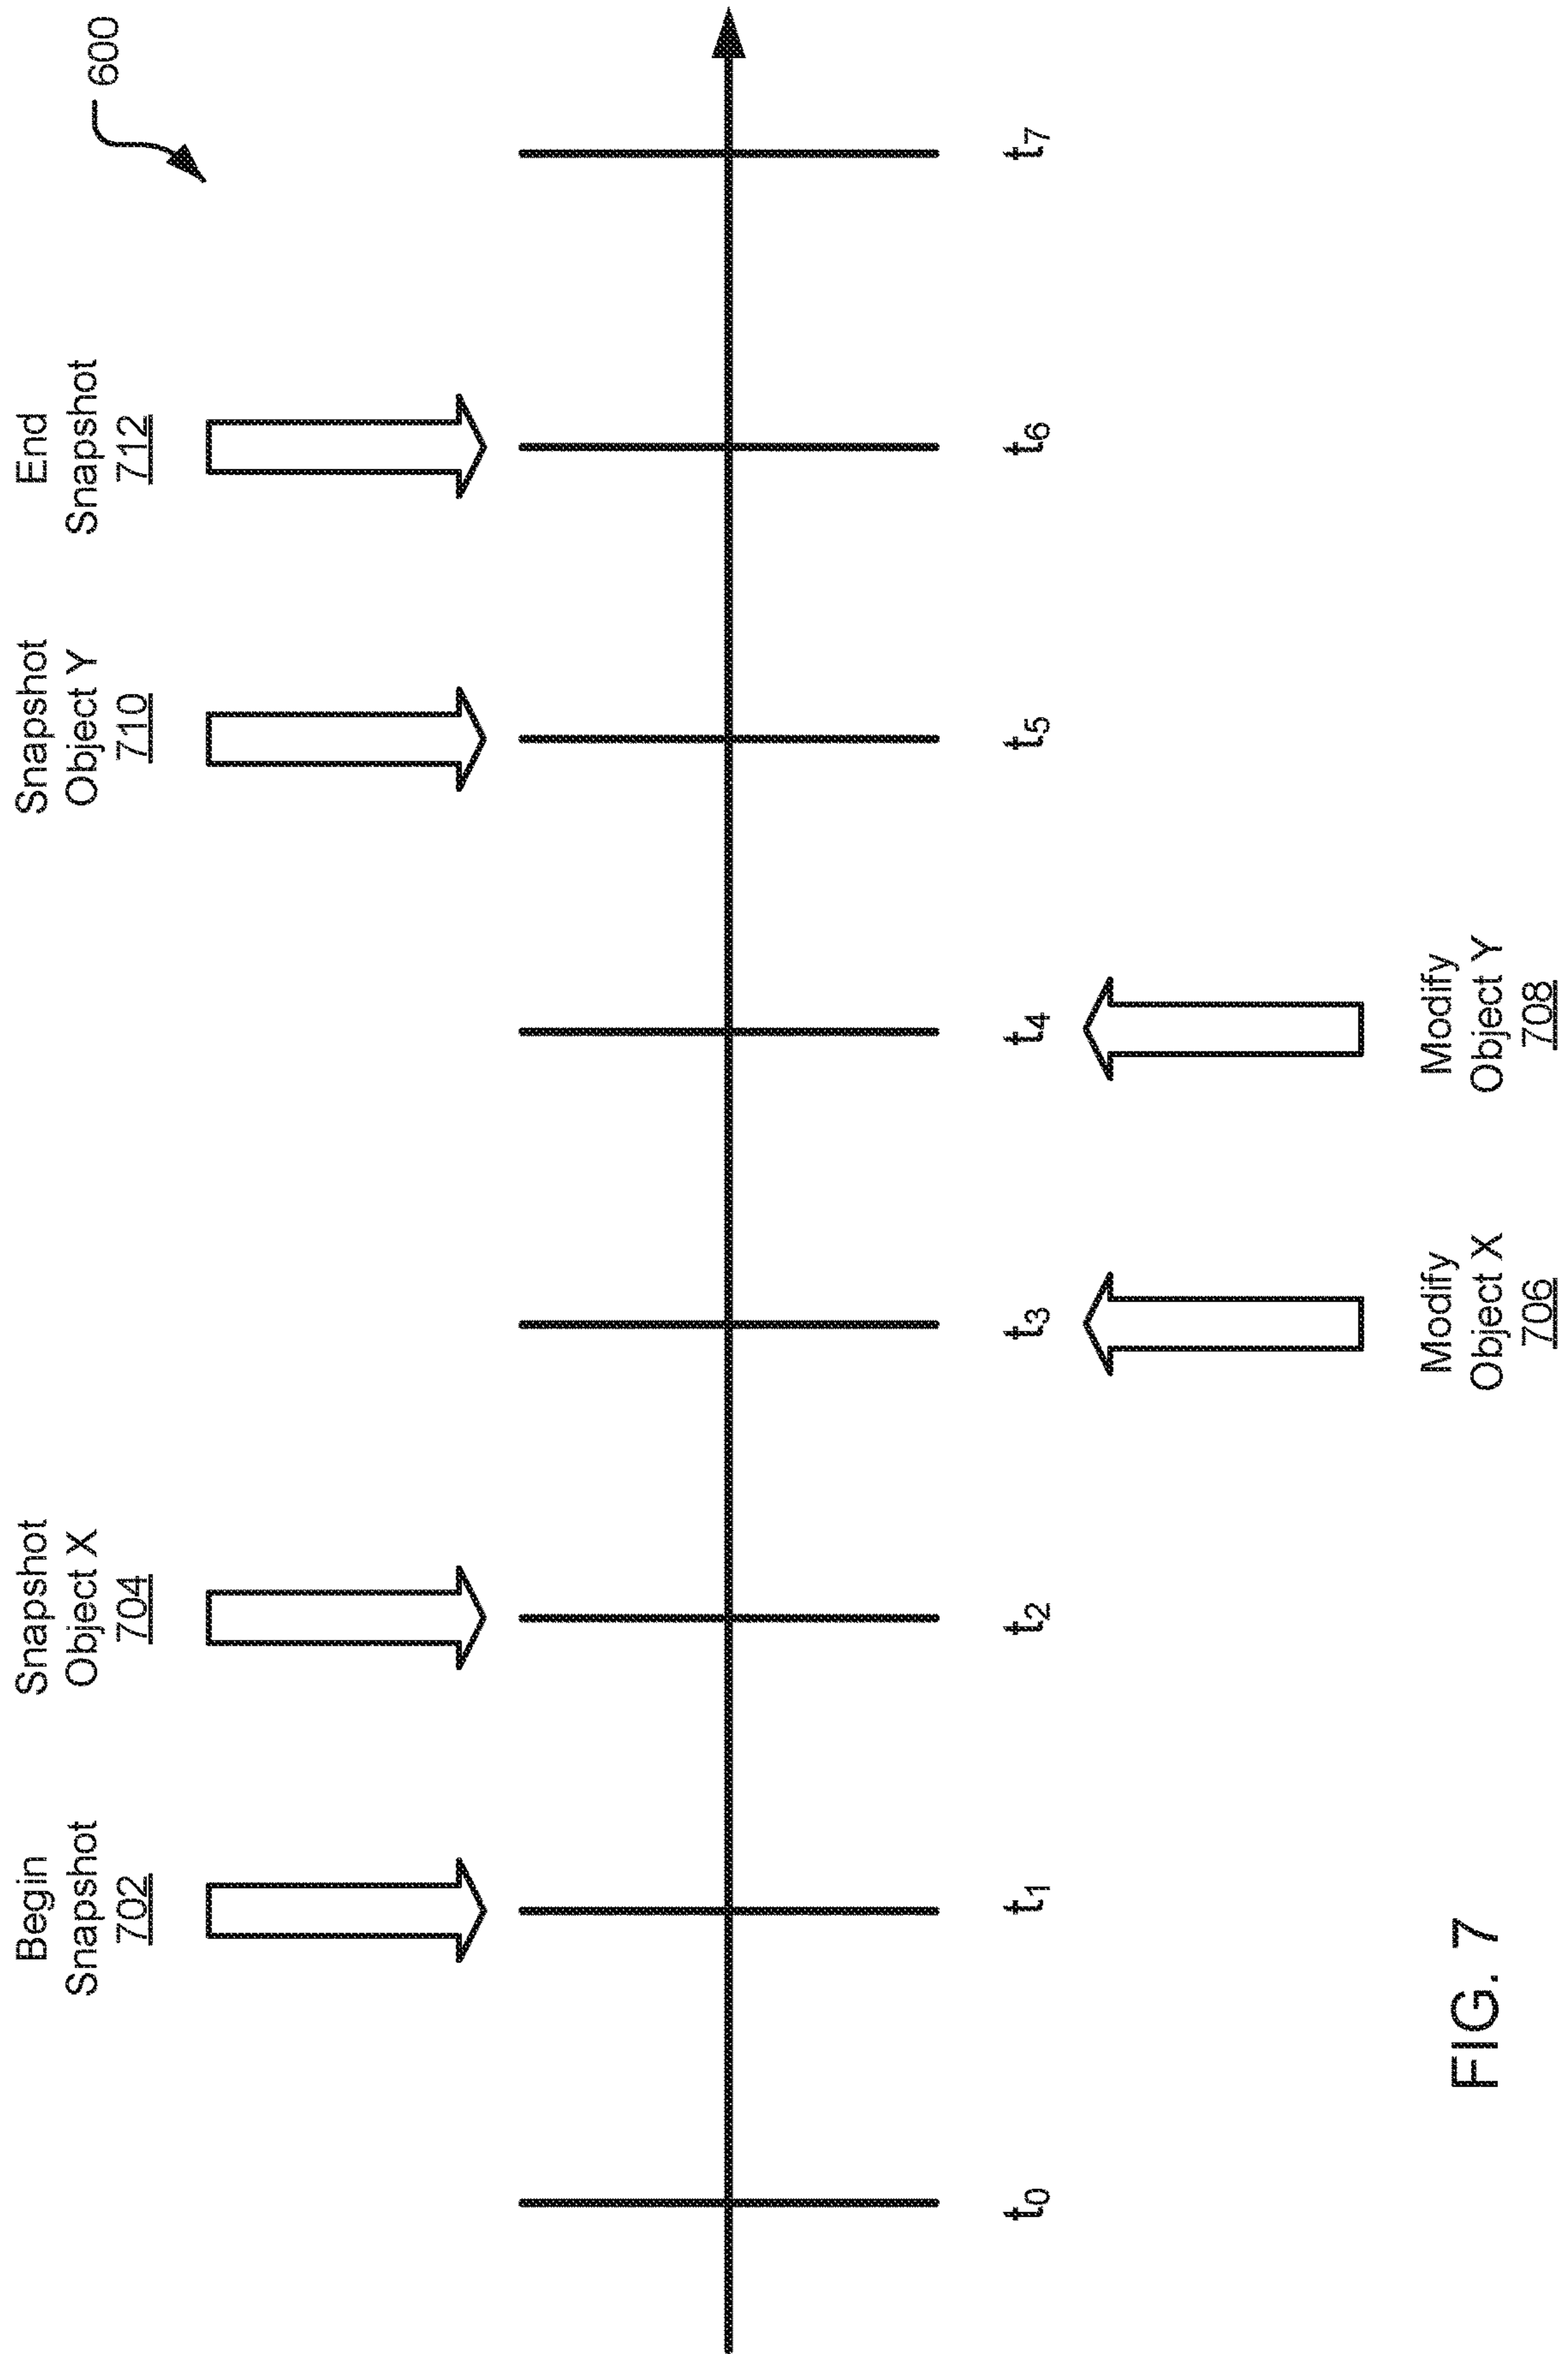 600
Begin
Snapshot
702
Snapshot
Object X
704
Snapshot
Object Y
710
End
Snapshot
712
t0
t1
t2
t3
t4
t5
t6
t7
Modify
Object X
706
Modify
Object Y
708
FIG. 7